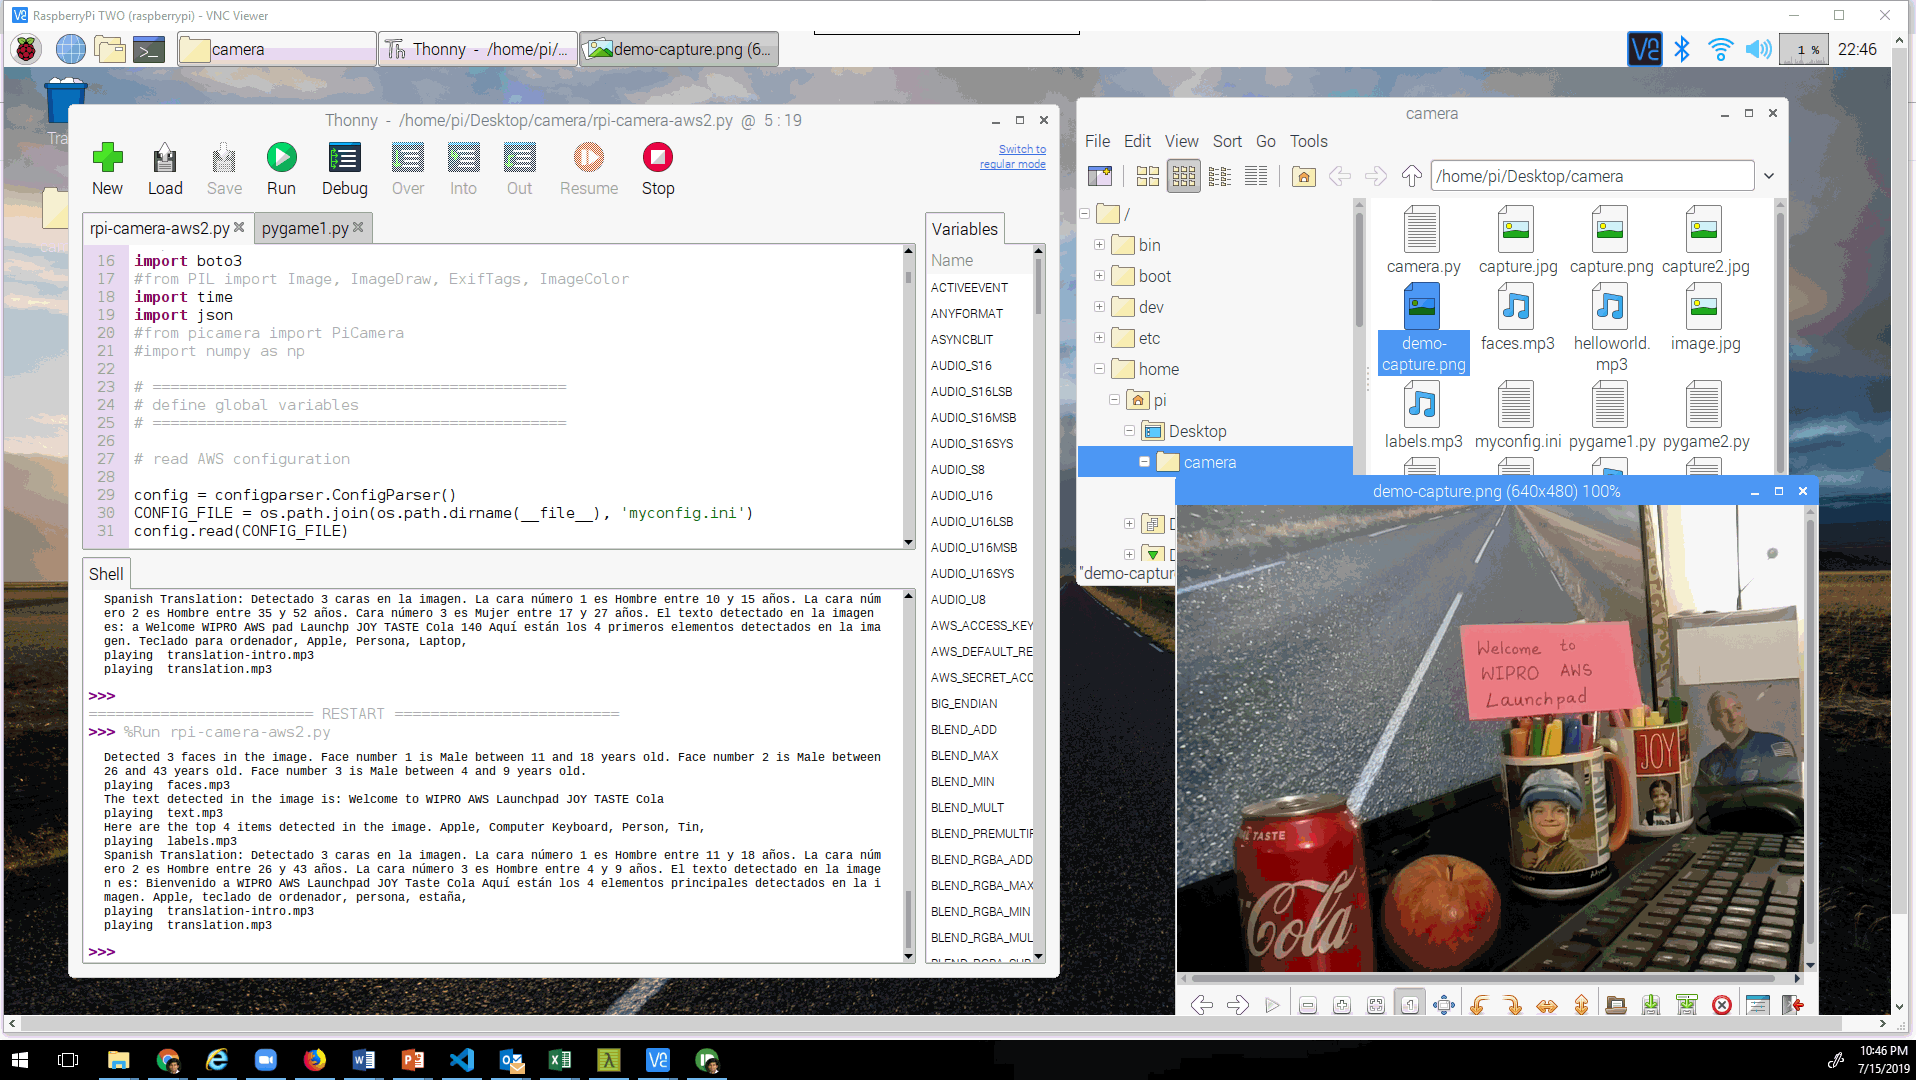 RaspberryPi TWO (raspberrypi) - VNC Viewer
camera
Thonny - /home/pi/...
demo-capture.png (6...
1 %
22:46
Thonny - /home/pi/Desktop/camera/rpi-camera-aws2.py @ 5 : 19
New
Load
Save
Run
Debug
Over
Into
Out
Resume
Stop
Switch to
regular mode
rpi-camera-aws2.py
pygame1.py
16 import boto3
17 #from PIL import Image, ImageDraw, ExifTags, ImageColor
18 import time
19 import json
20 #from picamera import PiCamera
21 #import numpy as np
22
23 # ==============================================
24 # define global variables
25 # ==============================================
26
27 # read AWS configuration
28
29 config = configparser.ConfigParser()
30 CONFIG_FILE = os.path.join(os.path.dirname(__file__), 'myconfig.ini')
31 config.read(CONFIG_FILE)
Shell
Spanish Translation: Detectado 3 caras en la imagen. La cara número 1 es Hombre entre 10 y 15 años. La cara núm
ero 2 es Hombre entre 35 y 52 años. Cara número 3 es Mujer entre 17 y 27 años. El texto detectado en la imagen
es: a Welcome WIPRO AWS pad Launchp JOY TASTE Cola 140 Aquí están los 4 primeros elementos detectados en la ima
gen. Teclado para ordenador, Apple, Persona, Laptop,
playing translation-intro.mp3
playing translation.mp3
>>>
========================= RESTART =========================
>>> %Run rpi-camera-aws2.py
Detected 3 faces in the image. Face number 1 is Male between 11 and 18 years old. Face number 2 is Male between
26 and 43 years old. Face number 3 is Male between 4 and 9 years old.
playing faces.mp3
The text detected in the image is: Welcome to WIPRO AWS Launchpad JOY TASTE Cola
playing text.mp3
Here are the top 4 items detected in the image. Apple, Computer Keyboard, Person, Tin,
playing labels.mp3
Spanish Translation: Detectado 3 caras en la imagen. La cara número 1 es Hombre entre 11 y 18 años. La cara núm
ero 2 es Hombre entre 26 y 43 años. La cara número 3 es Hombre entre 4 y 9 años. El texto detectado en la image
n es: Bienvenido a WIPRO AWS Launchpad JOY Taste Cola Aquí están los 4 elementos principales detectados en la i
magen. Apple, teclado de ordenador, persona, estaña,
playing translation-intro.mp3
playing translation.mp3
>>>
Variables
Name
ACTIVEEVENT
ANYFORMAT
ASYNCBLIT
AUDIO_S16
AUDIO_S16LSB
AUDIO_S16MSB
AUDIO_S16SYS
AUDIO_S8
AUDIO_U16
AUDIO_U16LSB
AUDIO_U16MSB
AUDIO_U16SYS
AUDIO_U8
AWS_ACCESS_KEY
AWS_DEFAULT_RE
AWS_SECRET_ACC
BIG_ENDIAN
BLEND_ADD
BLEND_MAX
BLEND_MIN
BLEND_MULT
BLEND_PREMULTIF
BLEND_RGBA_ADD
BLEND_RGBA_MAX
BLEND_RGBA_MIN
BLEND_RGBA_MUL
camera
File Edit View Sort Go Tools
/home/pi/Desktop/camera
/
bin
boot
dev
etc
home
pi
Desktop
camera
camera.py
capture.jpg
capture.png
capture2.jpg
demo-
capture.png
faces.mp3
helloworld.
mp3
image.jpg
labels.mp3
myconfig.ini
pygame1.py
pygame2.py
"demo-captur
demo-capture.png (640x480) 100%
Welcome to
WIPRO AWS
Launchpad
JOY
TASTE
Cola
10:46 PM
7/15/2019